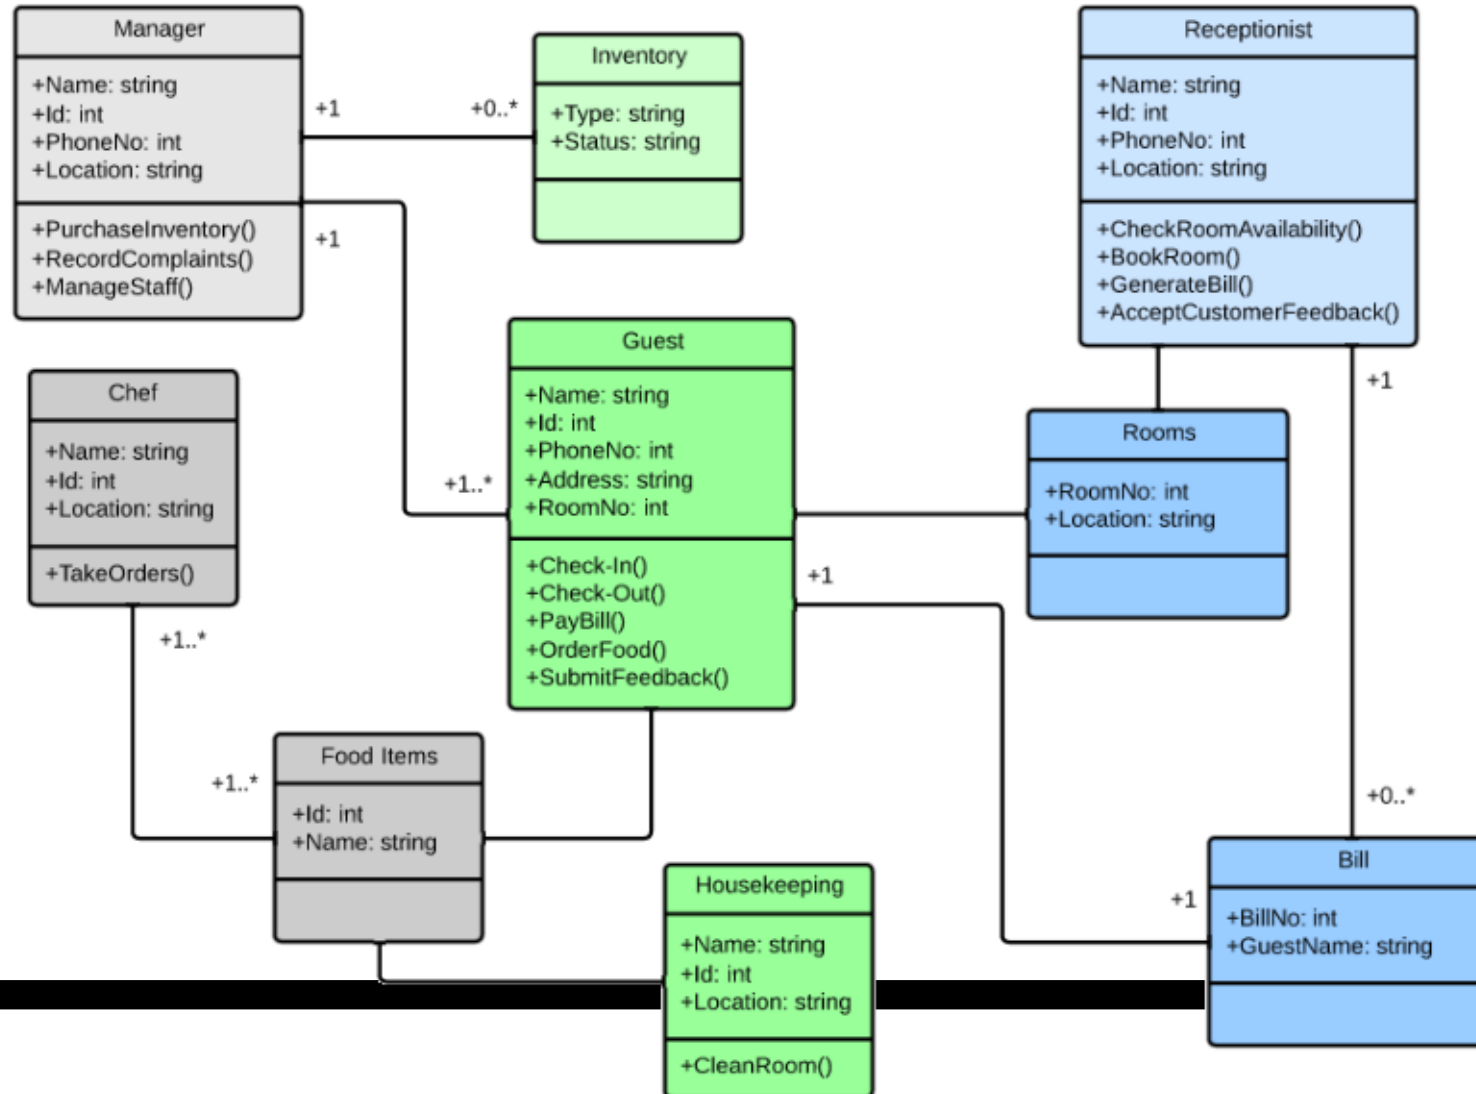 Manager
+Name: string
+Id: int
+PhoneNo: int
+Location: string
+PurchaseInventory()
+RecordComplaints()
+ManageStaff()
+1
+0..*
Inventory
+Type: string
+Status: string
+1
+1..*
Receptionist
+Name: string
+Id: int
+PhoneNo: int
+Location: string
+CheckRoomAvailability()
+BookRoom()
+GenerateBill()
+AcceptCustomerFeedback()
+1
Chef
+Name: string
+Id: int
+Location: string
+TakeOrders()
+1..*
+1..*
Guest
+Name: string
+Id: int
+PhoneNo: int
+Address: string
+RoomNo: int
+Check-In()
+Check-Out()
+PayBill()
+OrderFood()
+SubmitFeedback()
+1
Rooms
+RoomNo: int
+Location: string
Food Items
+Id: int
+Name: string
Housekeeping
+Name: string
+Id: int
+Location: string
+CleanRoom()
+0..*
+1
Bill
+BillNo: int
+GuestName: string